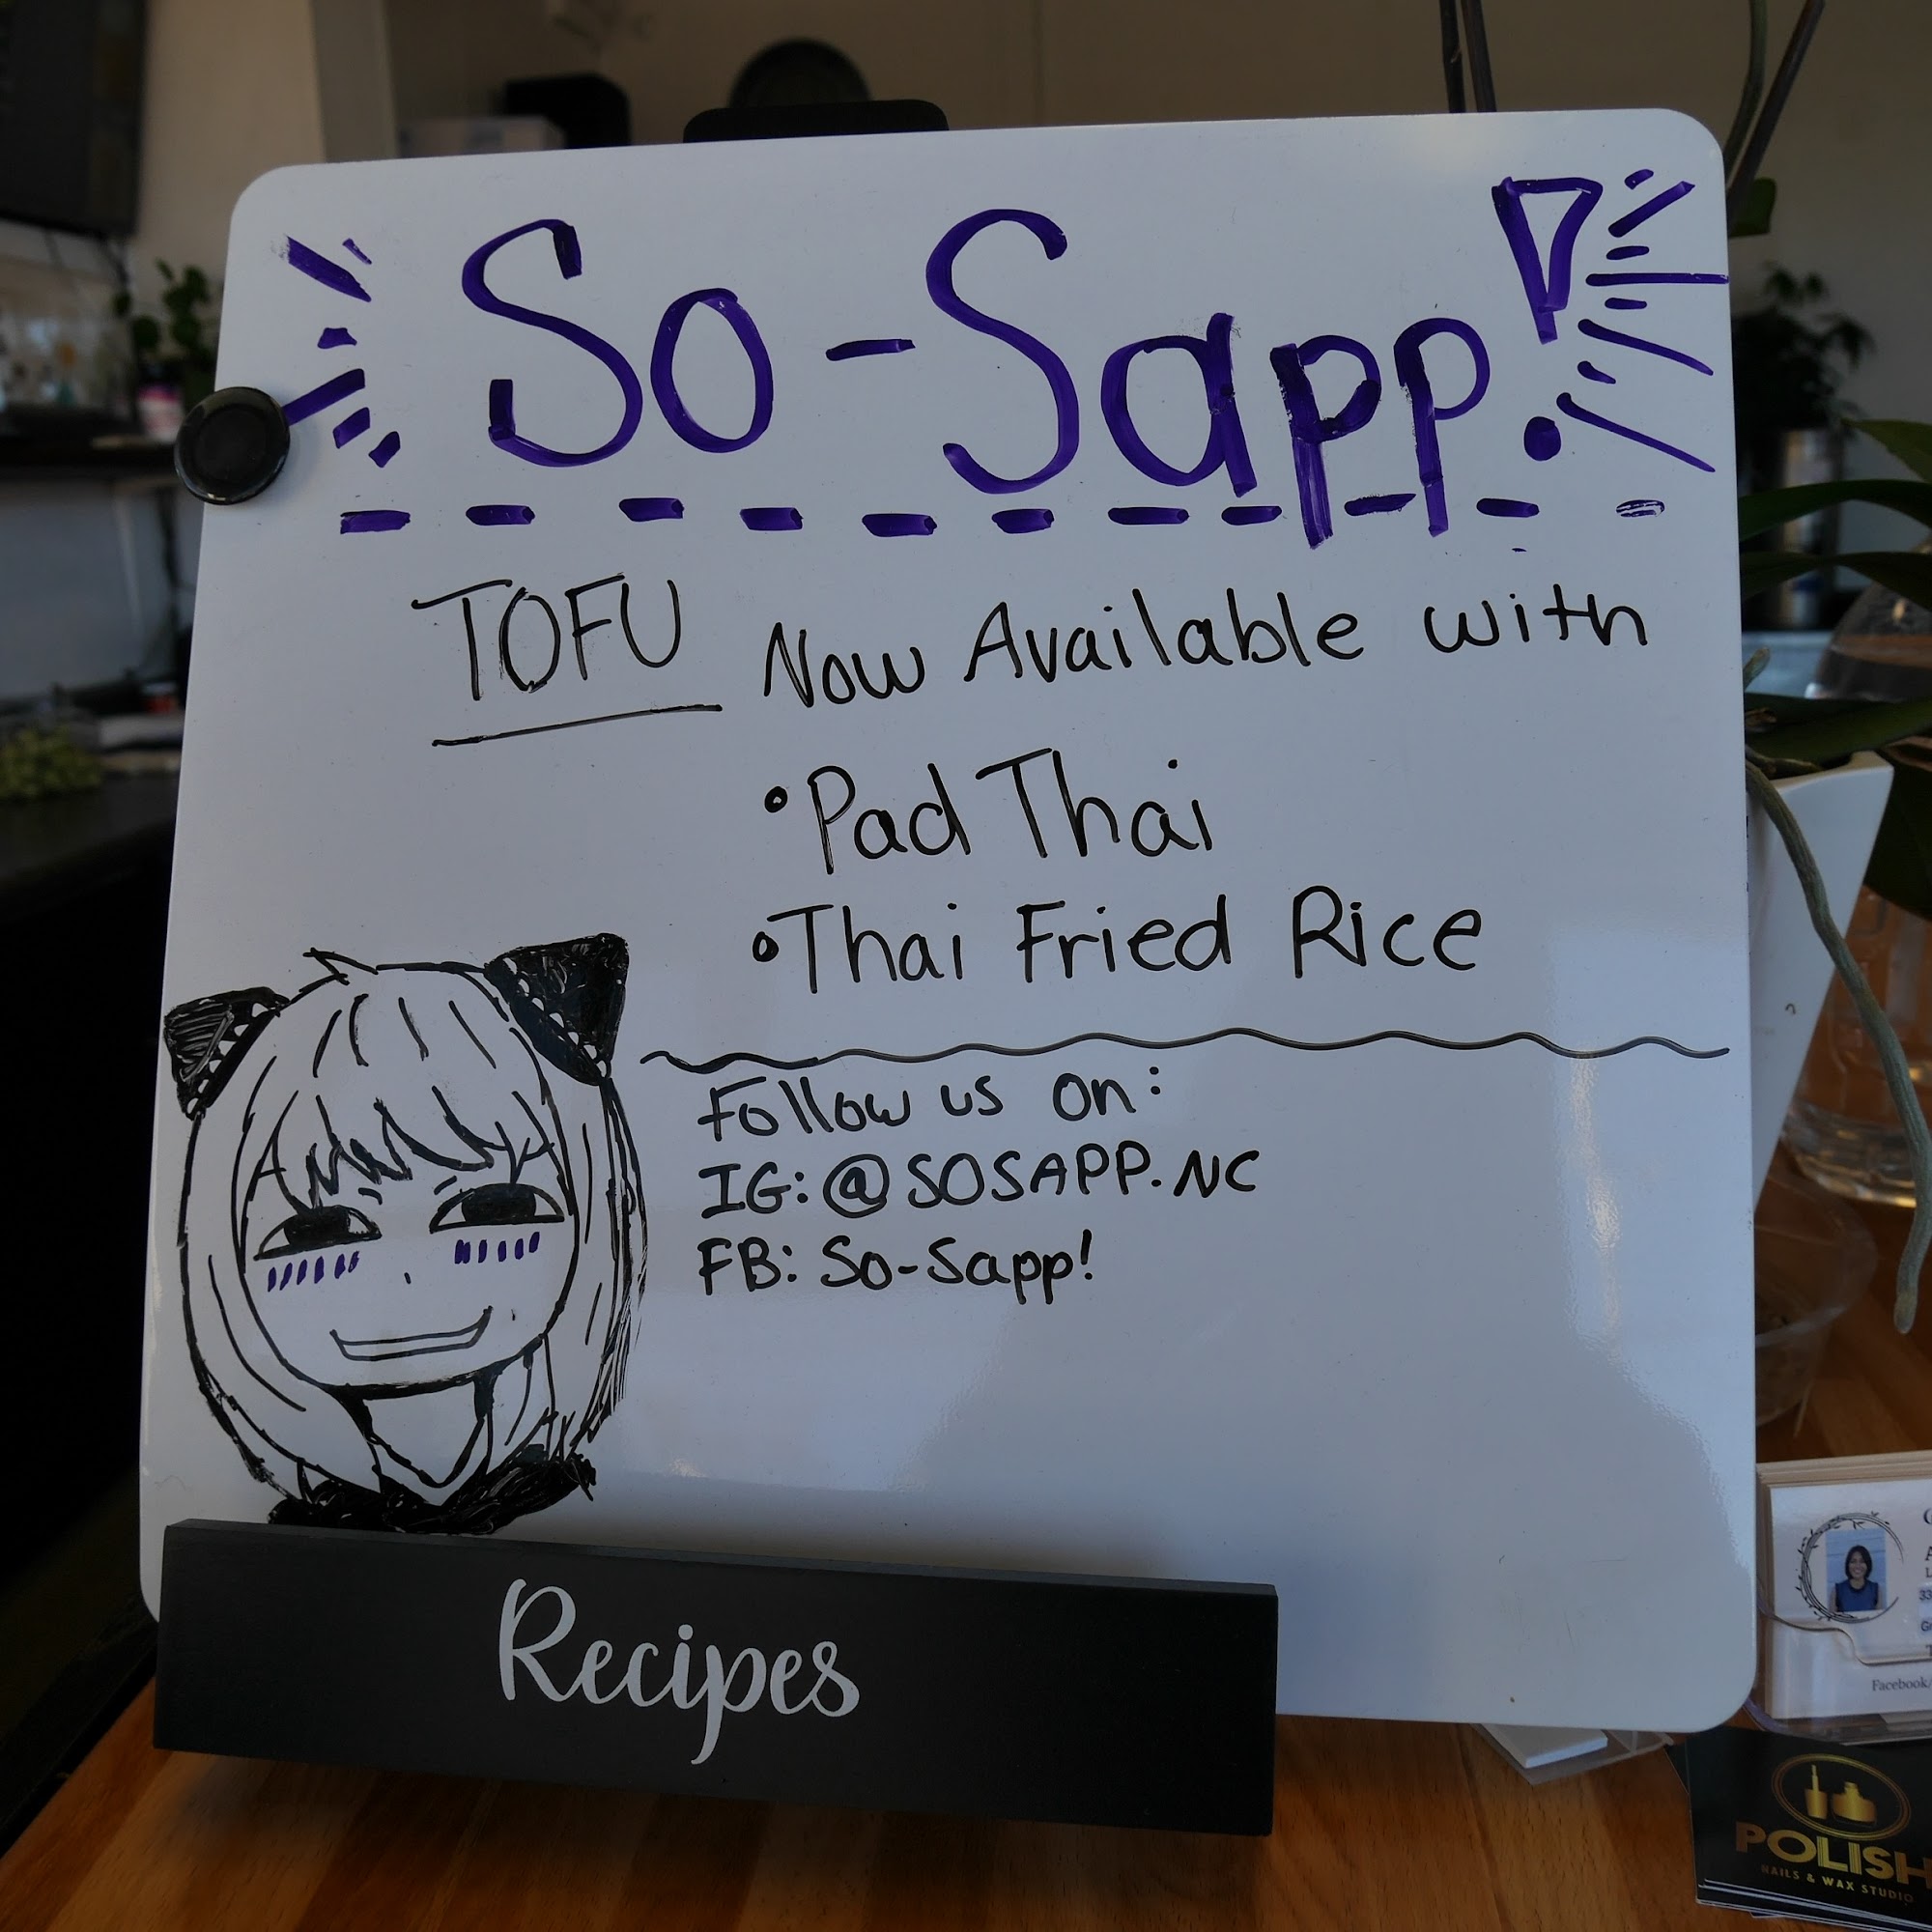 So-Sapp!
TOFU Now Available with
•Pad Thai
•Thai Fried Rice
Follow us on:
IG: @SOSAPP.NC
FB: So-Sapp!
Recipes
Facebook/
POLISH
NAILS & WAX STUDIO